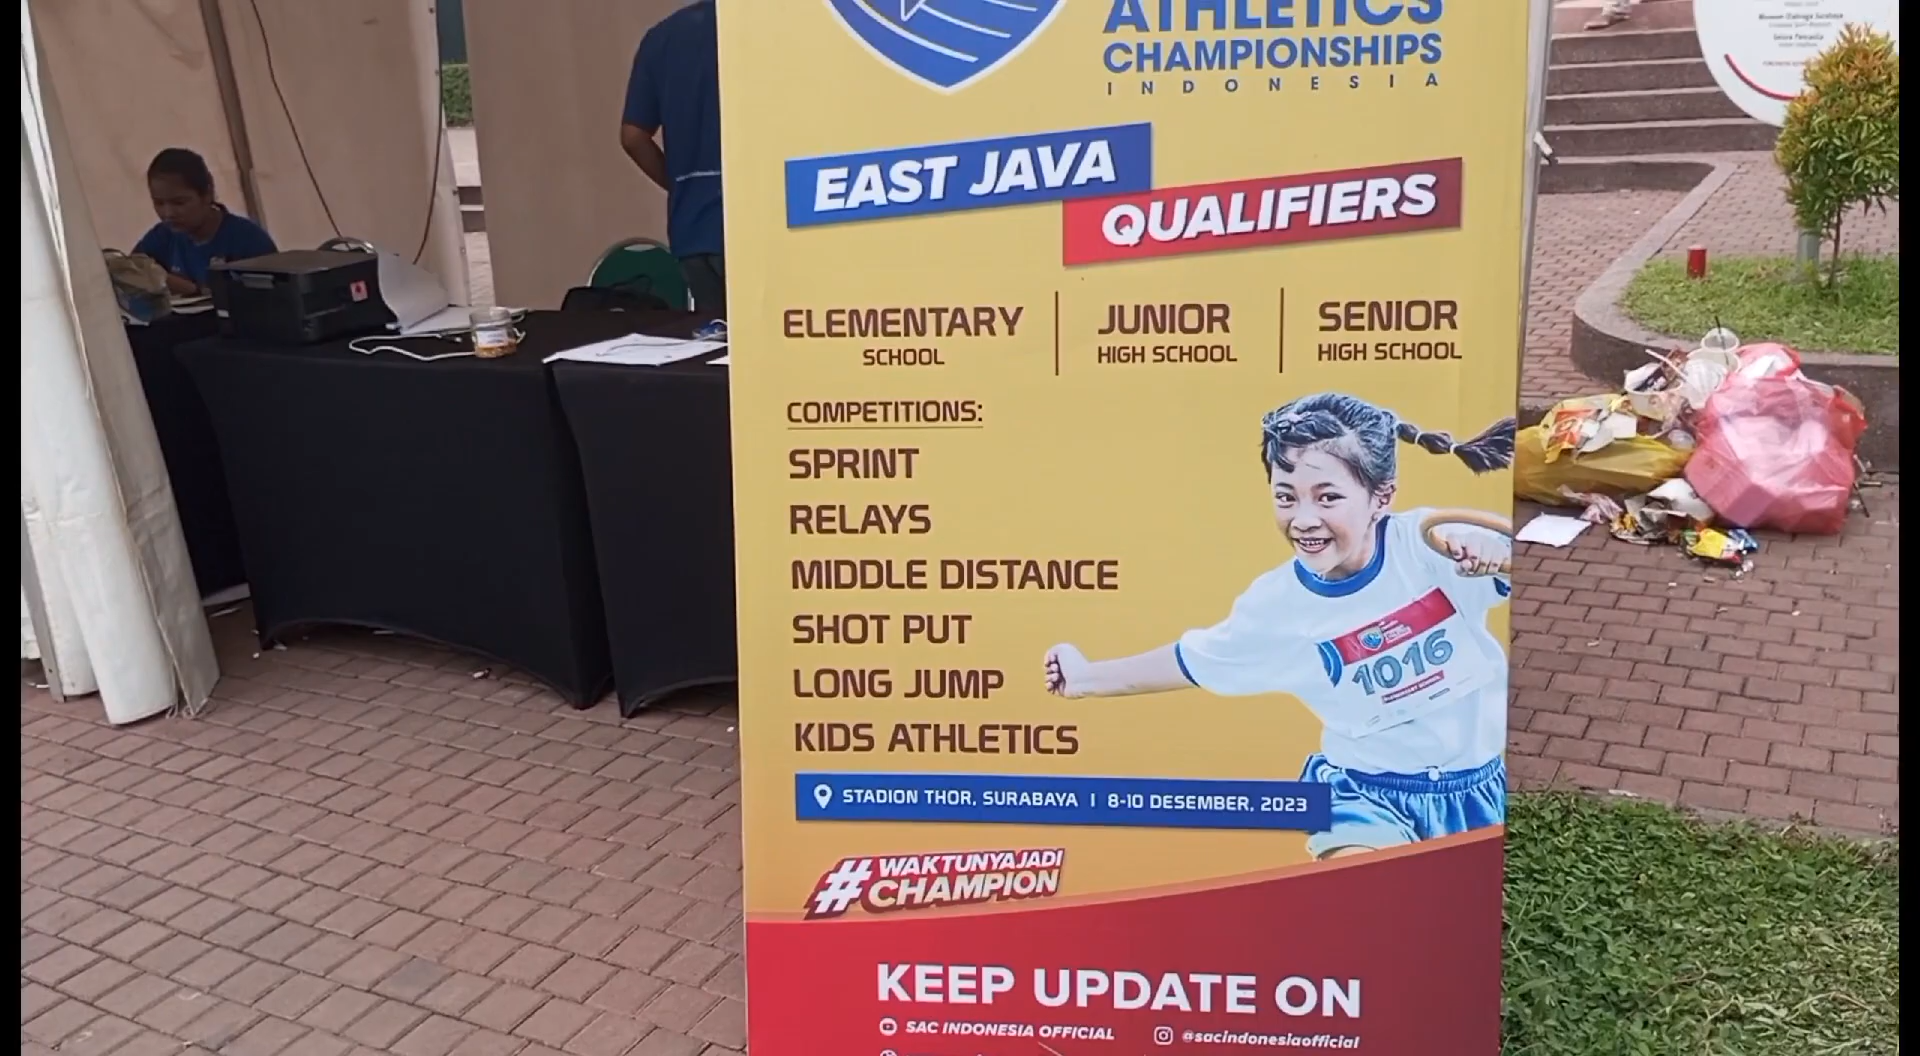 ATHLETICS
CHAMPIONSHIPS
INDONESIA
EAST JAVA
QUALIFIERS
ELEMENTARY
SCHOOL
JUNIOR
HIGH SCHOOL
SENIOR
HIGH SCHOOL
COMPETITIONS:
SPRINT
RELAYS
MIDDLE DISTANCE
SHOT PUT
LONG JUMP
KIDS ATHLETICS
1016
STADION THOR, SURABAYA | 8-10 DESEMBER, 2023
#WAKTUNYAJADI
CHAMPION
KEEP UPDATE ON
SAC INDONESIA OFFICIAL
@sacindonesiaofficial